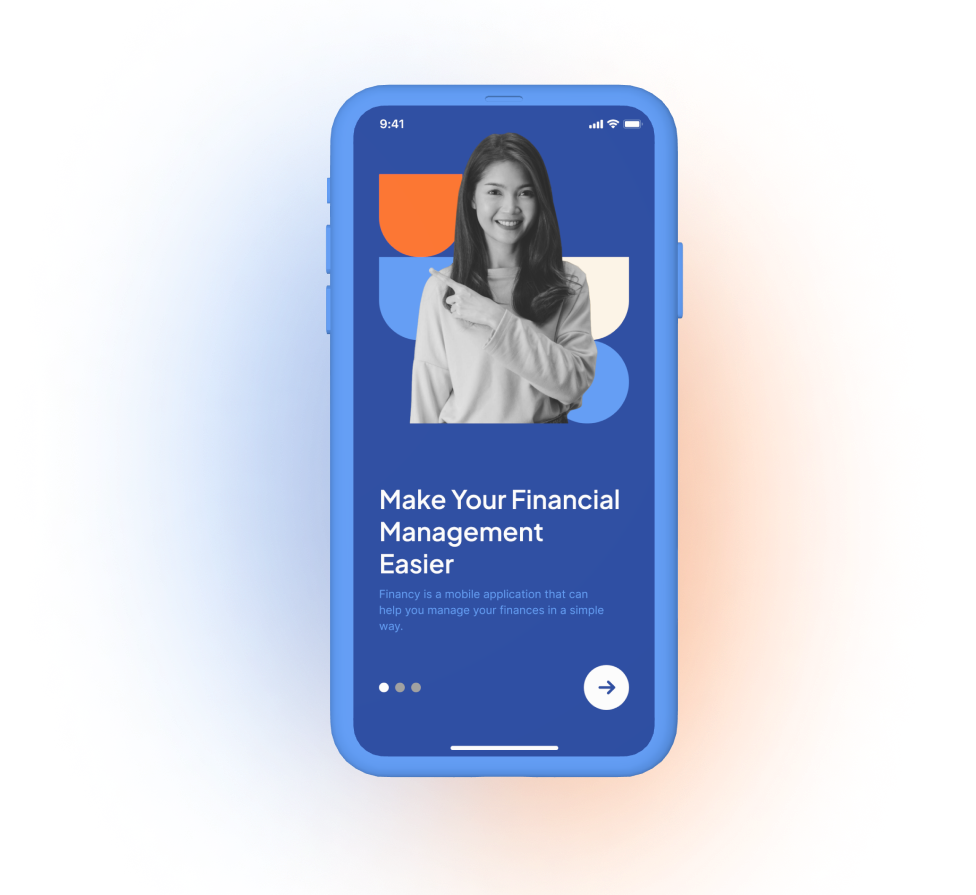 9:41
Make Your Financial
Management
Easier
Financy is a mobile application that can
help you manage your finances in a simple
way.